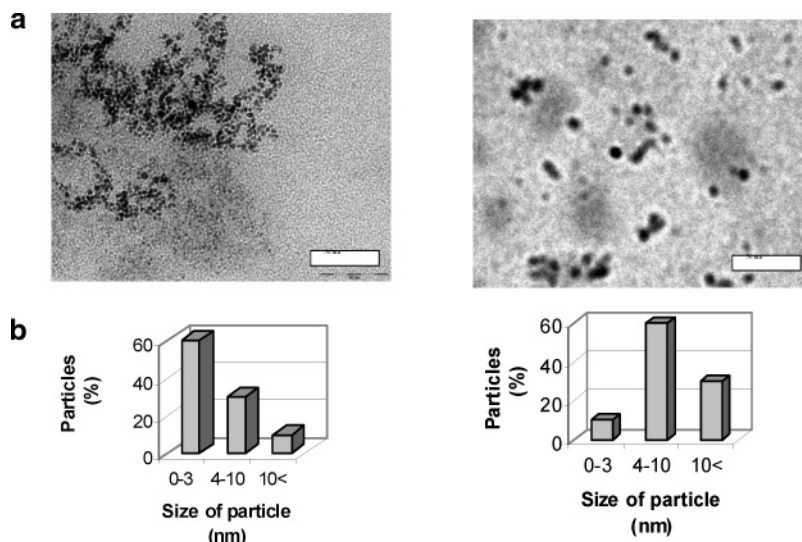 a
b
Particles
(%)
60
40
20
0
0-3 4-10 10<
Size of particle
(nm)
Particles
(%)
60
40
20
0
0-3 4-10 10<
Size of particle
(nm)